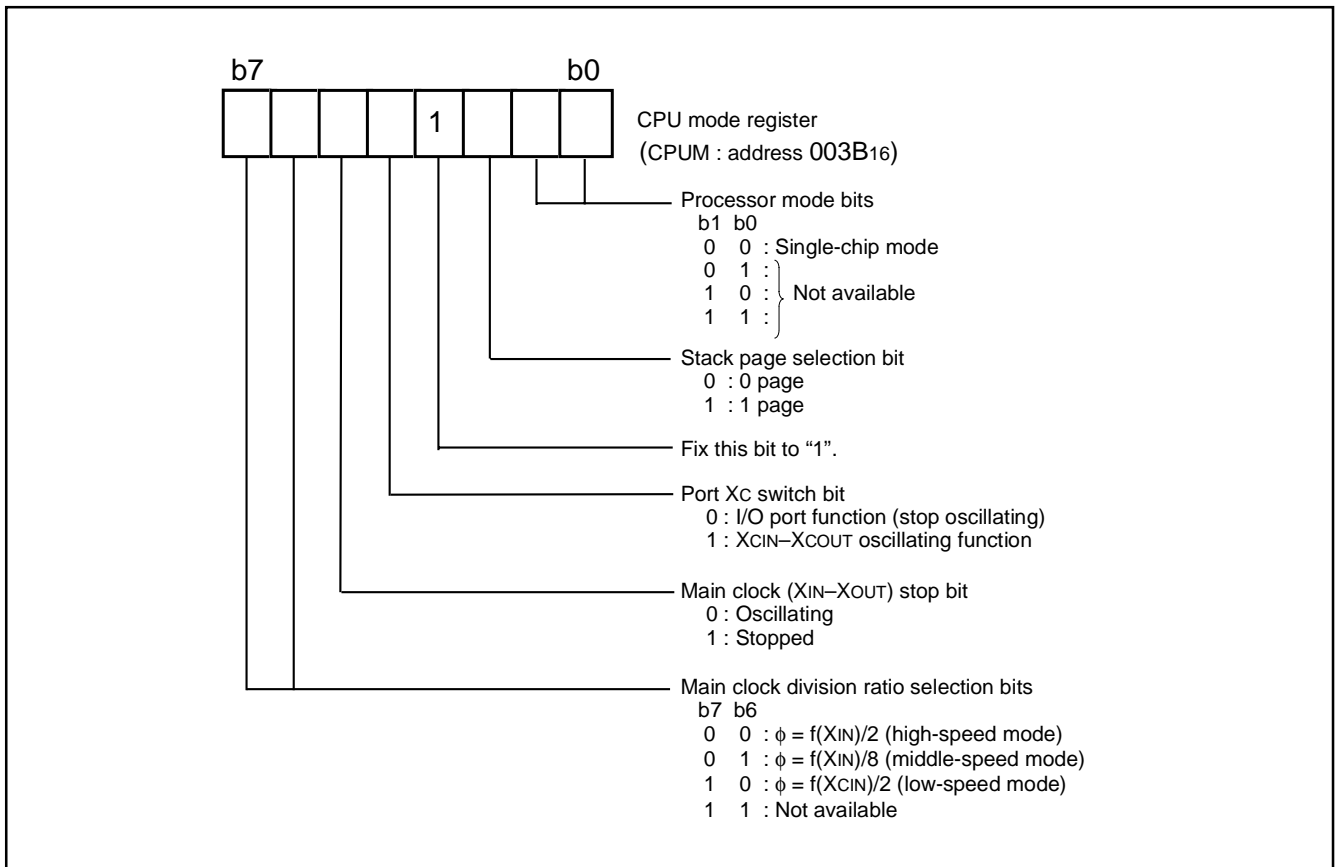 b7 b0
1
CPU mode register
(CPUM : address 003B16)
Processor mode bits
b1 b0
0 0 : Single-chip mode
0 1 :
1 0 : Not available
1 1 :
Stack page selection bit
0 : 0 page
1 : 1 page
Fix this bit to “1”.
Port XC switch bit
0 : I/O port function (stop oscillating)
1 : XCIN–XCOUT oscillating function
Main clock (XIN–XOUT) stop bit
0 : Oscillating
1 : Stopped
Main clock division ratio selection bits
b7 b6
0 0 : ϕ = f(XIN)/2 (high-speed mode)
0 1 : ϕ = f(XIN)/8 (middle-speed mode)
1 0 : ϕ = f(XCIN)/2 (low-speed mode)
1 1 : Not available